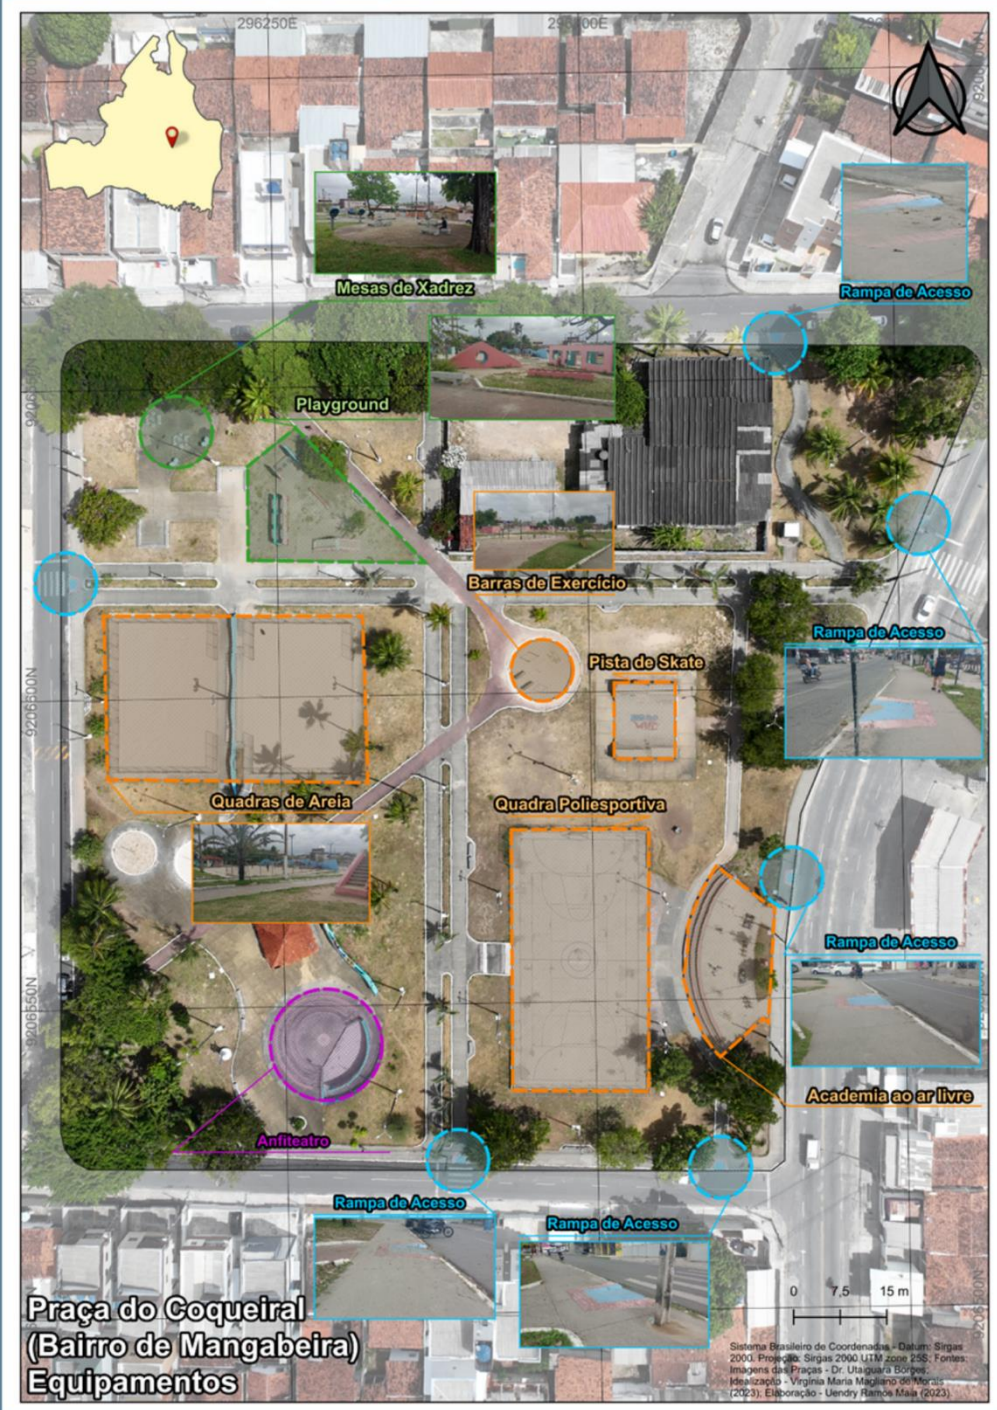 296250E
Mesas de Xadrez
Rampa de Acesso
Playground
Barras de Exercício
Rampa de Acesso
Pista de Skate
9206600N
Quadras de Areia
Quadra Poliesportiva
Rampa de Acesso
9206550N
Academia ao ar livre
Anfiteatro
Rampa de Acesso
Rampa de Acesso
0 7,5 15 m
Praça do Coqueiral
(Bairro de Mangabeira)
Equipamentos
Sistema Brasileiro de Coordenadas - Datum: Sirgas
2000. Projeção: Sirgas 2000 UTM zone 25S; Fontes:
Imagens das Praças - Dr. Utaiguara Borges;
Idealização - Virgínia Maria Magliano de Morais
(2023); Elaboração - Uendry Ramos Maia (2023).